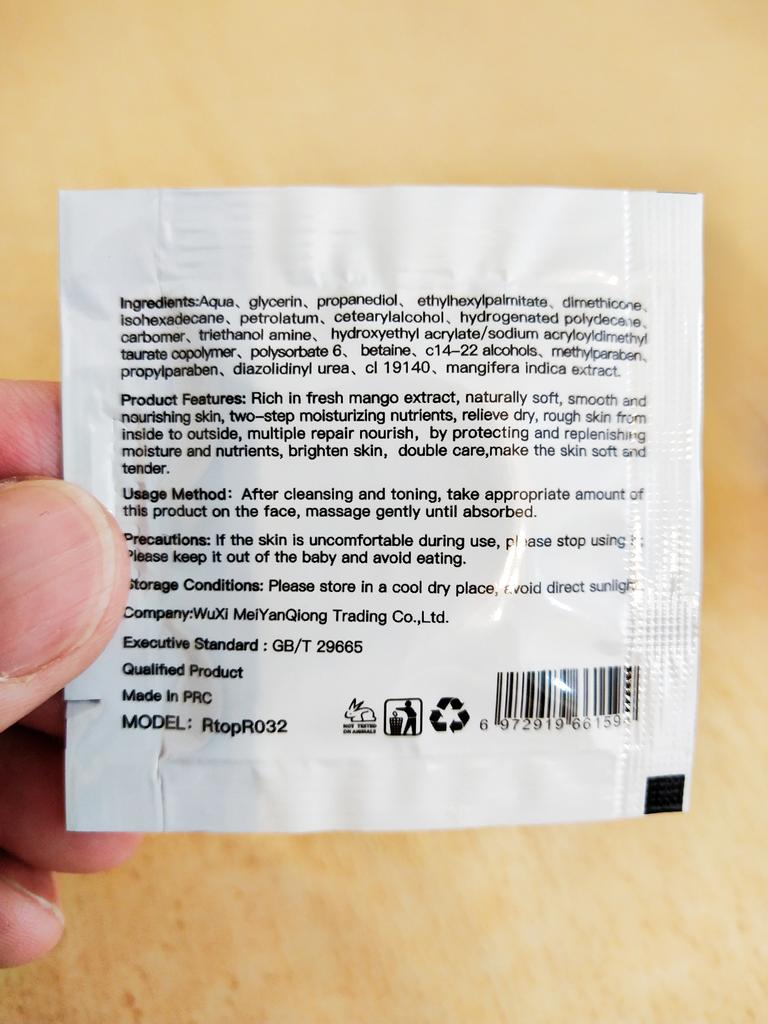 Ingredients:Aqua、glycerin、propanediol、ethylhexylpalmitate、dimethicone、
isohexadecane、petrolatum、cetearylalcohol、hydrogenated polydecene、
carbomer、triethanol amine、hydroxyethyl acrylate/sodium acryloyldimethyl
taurate copolymer、polysorbate 6、betaine、c14-22 alcohols、methylparaben、
propylparaben、diazolidinyl urea、cl 19140、mangifera indica extract.
Product Features: Rich in fresh mango extract, naturally soft, smooth and
nourishing skin, two-step moisturizing nutrients, relieve dry, rough skin from
inside to outside, multiple repair nourish, by protecting and replenishing
moisture and nutrients, brighten skin, double care,make the skin soft and
tender.
Usage Method: After cleansing and toning, take appropriate amount of
this product on the face, massage gently until absorbed.
Precautions: If the skin is uncomfortable during use, please stop using
Please keep it out of the baby and avoid eating.
Storage Conditions: Please store in a cool dry place, avoid direct sunlight.
Company:WuXi MeiYanQiong Trading Co.,Ltd.
Executive Standard : GB/T 29665
Qualified Product
Made In PRC
MODEL: RtopR032
NOT TESTED
ON ANIMALS
6 972919 66159